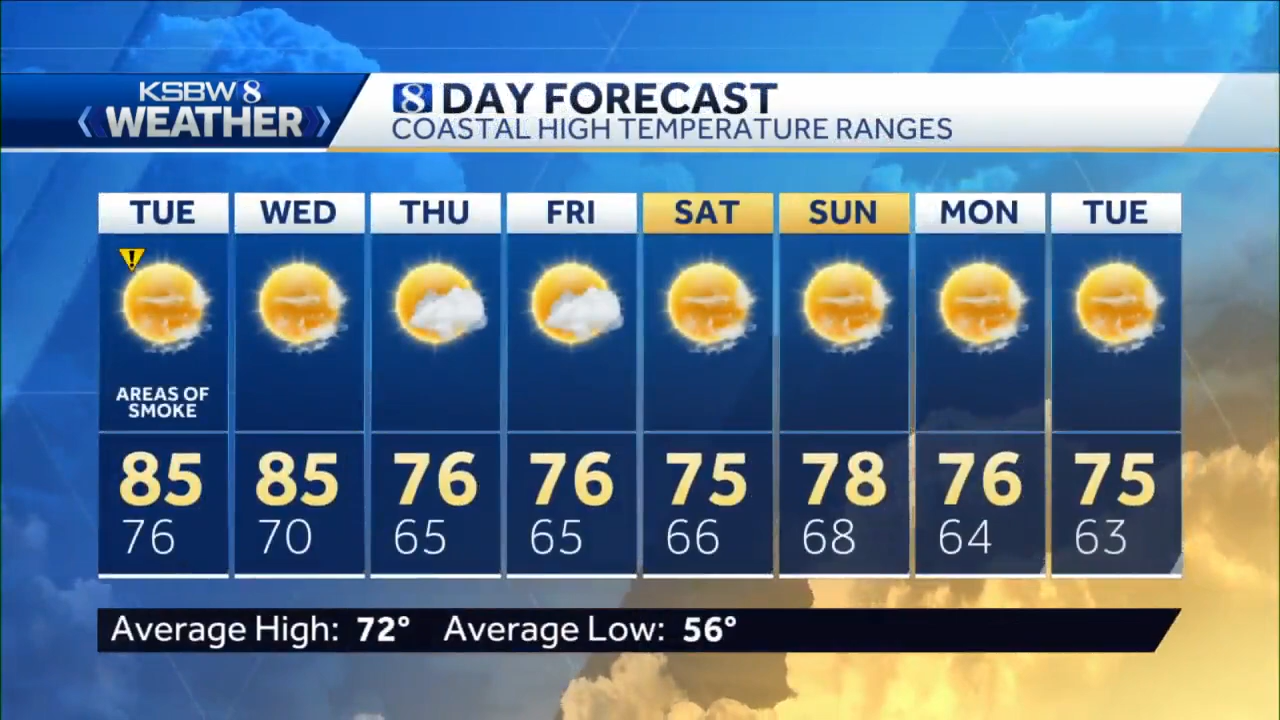 KSBW 8
WEATHER
8 DAY FORECAST
COASTAL HIGH TEMPERATURE RANGES
TUE WED THU FRI SAT SUN MON TUE
!
AREAS OF
SMOKE
85 85 76 76 75 78 76 75
76 70 65 65 66 68 64 63
Average High: 72° Average Low: 56°